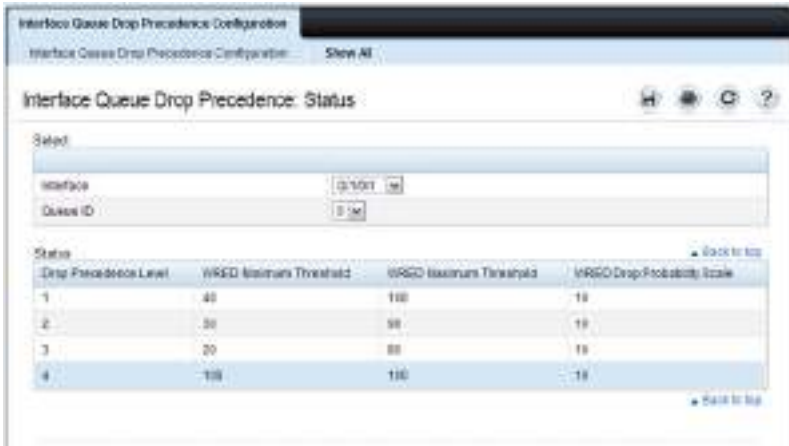 Interface Queue Drop Precedence Configuration
Interface Queue Drop Precedence Configuration Show All
Interface Queue Drop Precedence: Status
Select
Interface
Queue ID 0
Status
Back to top
Drop Precedence Level WRED Minimum Threshold WRED Maximum Threshold WRED Drop Probability Scale
1 40 100 10
2 30 90 10
3 20 80 10
4 100 100 10
Back to top